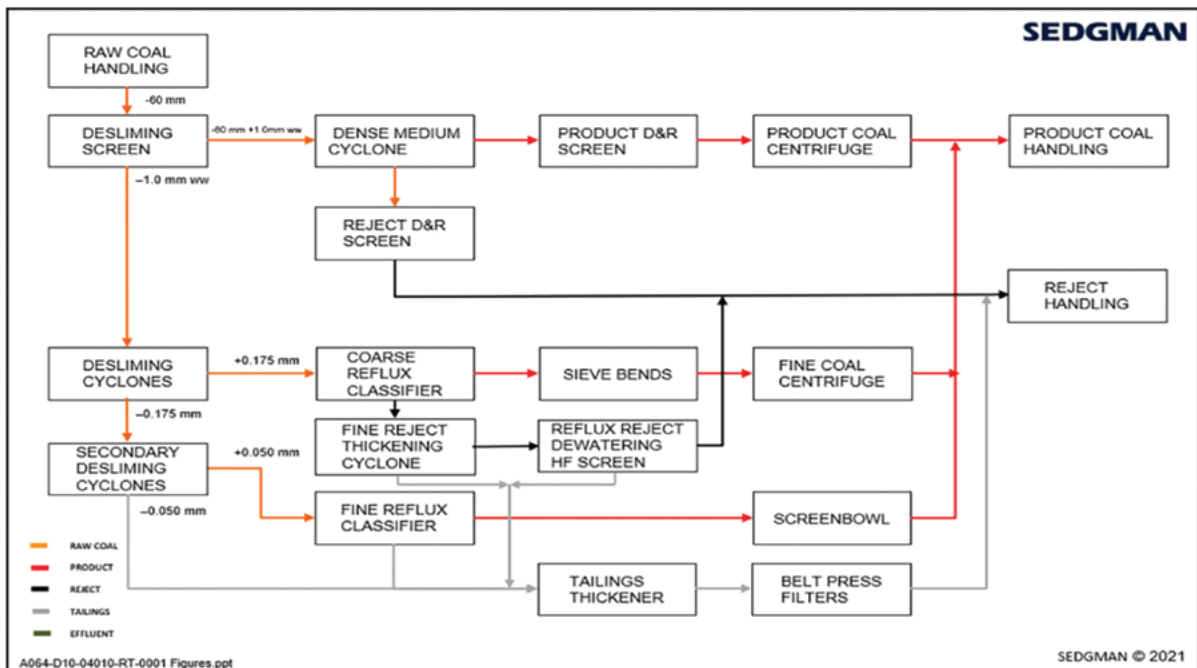 SEDGMAN
RAW COAL
HANDLING
-60 mm
DESLIMING
SCREEN
-60 mm +1.0mm ww
DENSE MEDIUM
CYCLONE
PRODUCT D&R
SCREEN
PRODUCT COAL
CENTRIFUGE
PRODUCT COAL
HANDLING
–1.0 mm ww
REJECT D&R
SCREEN
REJECT
HANDLING
DESLIMING
CYCLONES
+0.175 mm
COARSE
REFLUX
CLASSIFIER
SIEVE BENDS
FINE COAL
CENTRIFUGE
–0.175 mm
FINE REJECT
THICKENING
CYCLONE
REFLUX REJECT
DEWATERING
HF SCREEN
SECONDARY
DESLIMING
CYCLONES
+0.050 mm
–0.050 mm
FINE REFLUX
CLASSIFIER
SCREENBOWL
TAILINGS
THICKENER
BELT PRESS
FILTERS
RAW COAL
PRODUCT
REJECT
TAILINGS
EFFLUENT
A064-D10-04010-RT-0001 Figures.ppt
SEDGMAN © 2021